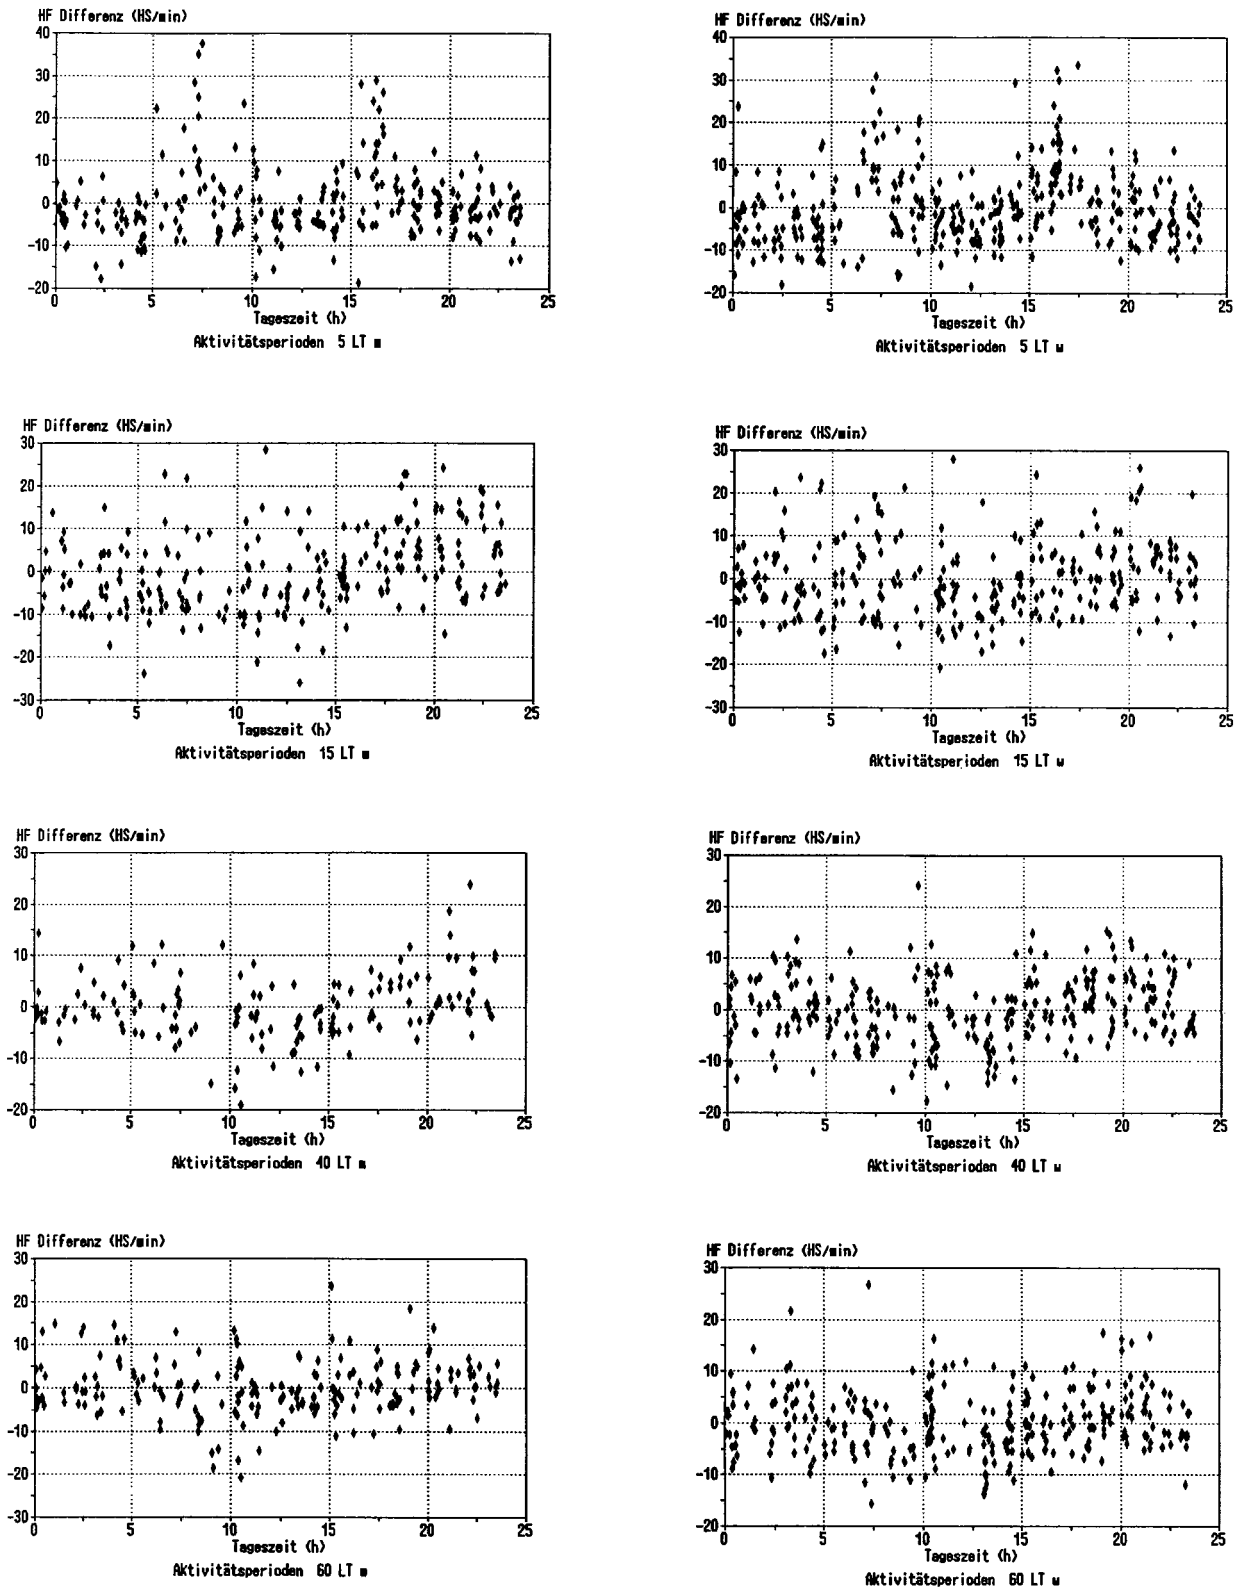 HF Differenz (HS/min)
40
30
20
10
0
-10
-20
0 5 10 15 20 25
Tageszeit (h)
Aktivitätsperioden 5 LT m
HF Differenz (HS/min)
40
30
20
10
0
-10
-20
0 5 10 15 20 25
Tageszeit (h)
Aktivitätsperioden 5 LT w
HF Differenz (HS/min)
30
20
10
0
-10
-20
-30
0 5 10 15 20 25
Tageszeit (h)
Aktivitätsperioden 15 LT m
HF Differenz (HS/min)
30
20
10
0
-10
-20
-30
0 5 10 15 20 25
Tageszeit (h)
Aktivitätsperioden 15 LT w
HF Differenz (HS/min)
30
20
10
0
-10
-20
0 5 10 15 20 25
Tageszeit (h)
Aktivitätsperioden 40 LT m
HF Differenz (HS/min)
30
20
10
0
-10
-20
0 5 10 15 20 25
Tageszeit (h)
Aktivitätsperioden 40 LT w
HF Differenz (HS/min)
30
20
10
0
-10
-20
-30
0 5 10 15 20 25
Tageszeit (h)
Aktivitätsperioden 60 LT m
HF Differenz (HS/min)
30
20
10
0
-10
-20
0 5 10 15 20 25
Tageszeit (h)
Aktivitätsperioden 60 LT w